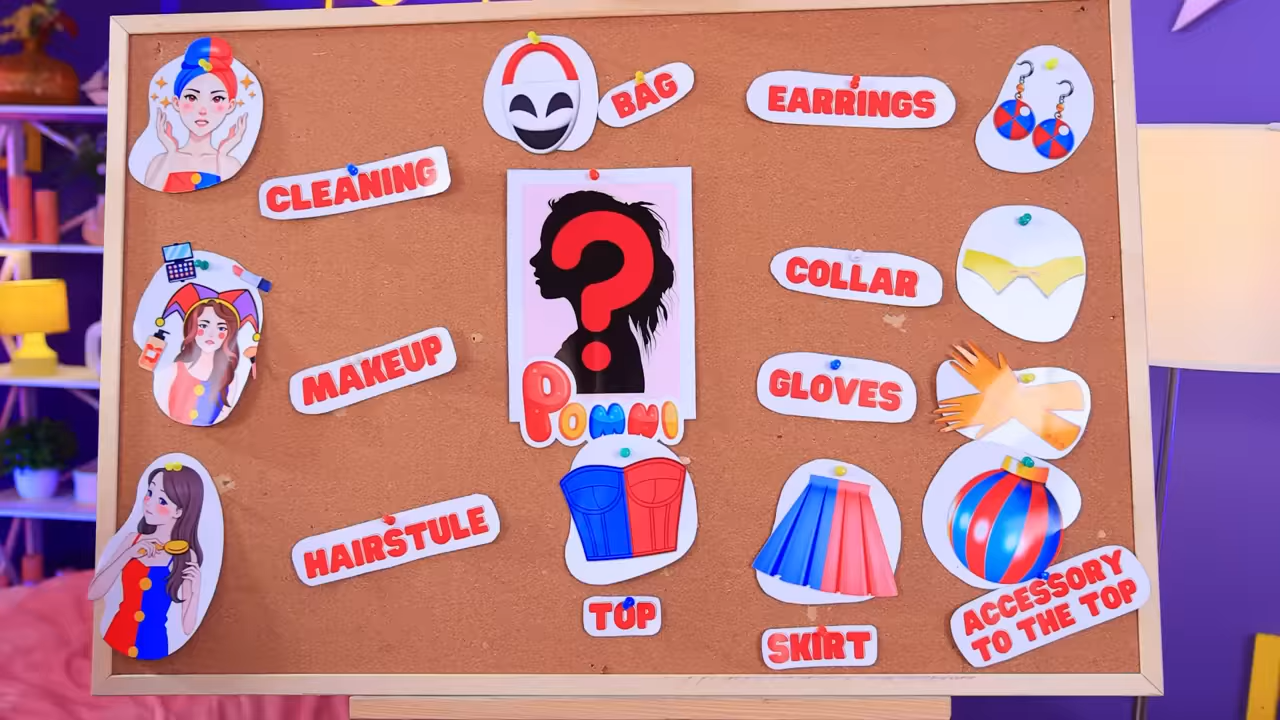 BAG
EARRINGS
CLEANING
?
COLLAR
MAKEUP
GLOVES
POMNI
HAIRSTULE
TOP
SKIRT
ACCESSORY
TO THE TOP